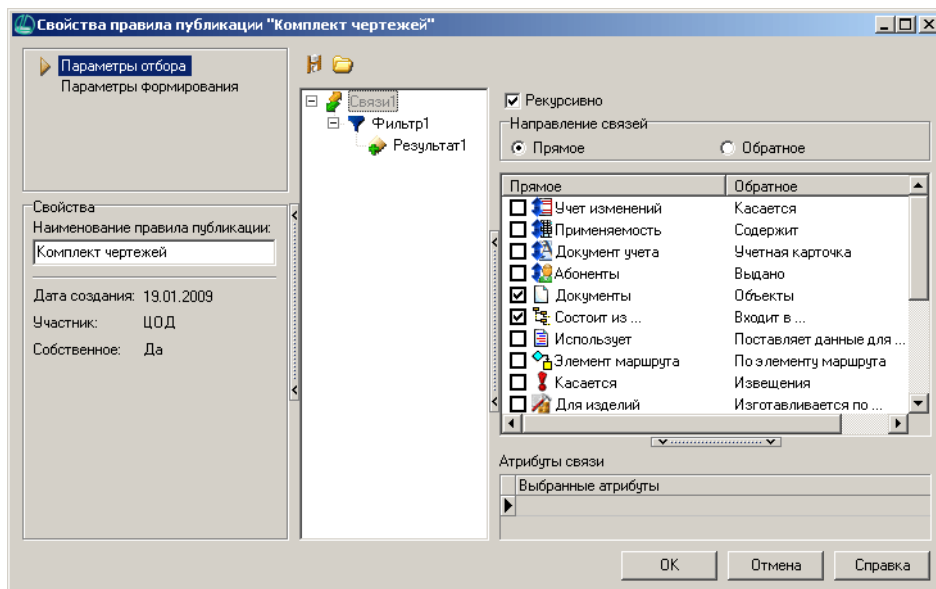 Свойства правила публикации "Комплект чертежей"
Параметры отбора
Параметры формирования
Свойства
Наименование правила публикации:
Комплект чертежей
Дата создания: 19.01.2009
Участник: ЦОД
Собственное: Да
Связи1
Фильтр1
Результат1
Рекурсивно
Направление связей
Прямое Обратное
Прямое Обратное
Учет изменений Касается
Применяемость Содержит
Документ учета Учетная карточка
Абоненты Выдано
Документы Объекты
Состоит из ... Входит в ...
Использует Поставляет данные для ...
Элемент маршрута По элементу маршрута
Касается Извещения
Для изделий Изготавливается по ...
Атрибуты связи
Выбранные атрибуты
OK Отмена Справка